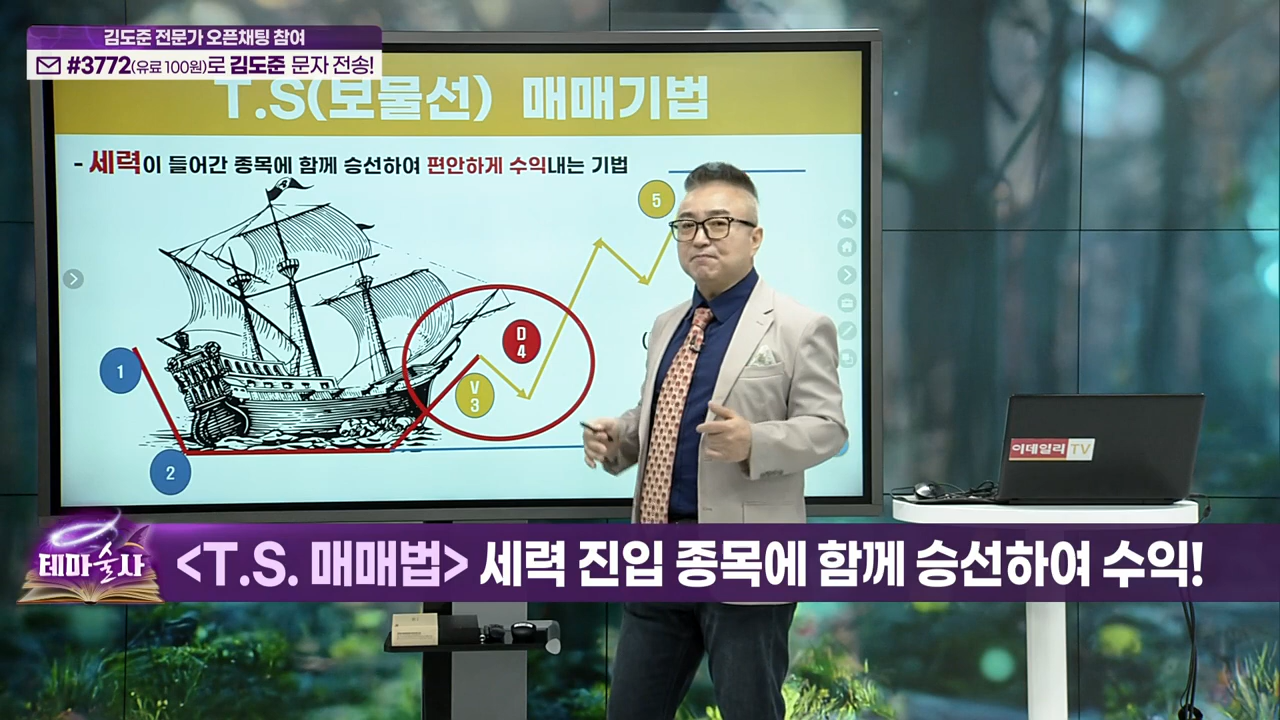 김도준 전문가 오픈채팅 참여
#3772(유료 100원)로 김도준 문자 전송!
T.S(보물선) 매매기법
- 세력이 들어간 종목에 함께 승선하여 편안하게 수익내는 기법
5
D
4
1
V
3
2
이데일리 TV
테마술사
<T.S. 매매법> 세력 진입 종목에 함께 승선하여 수익!